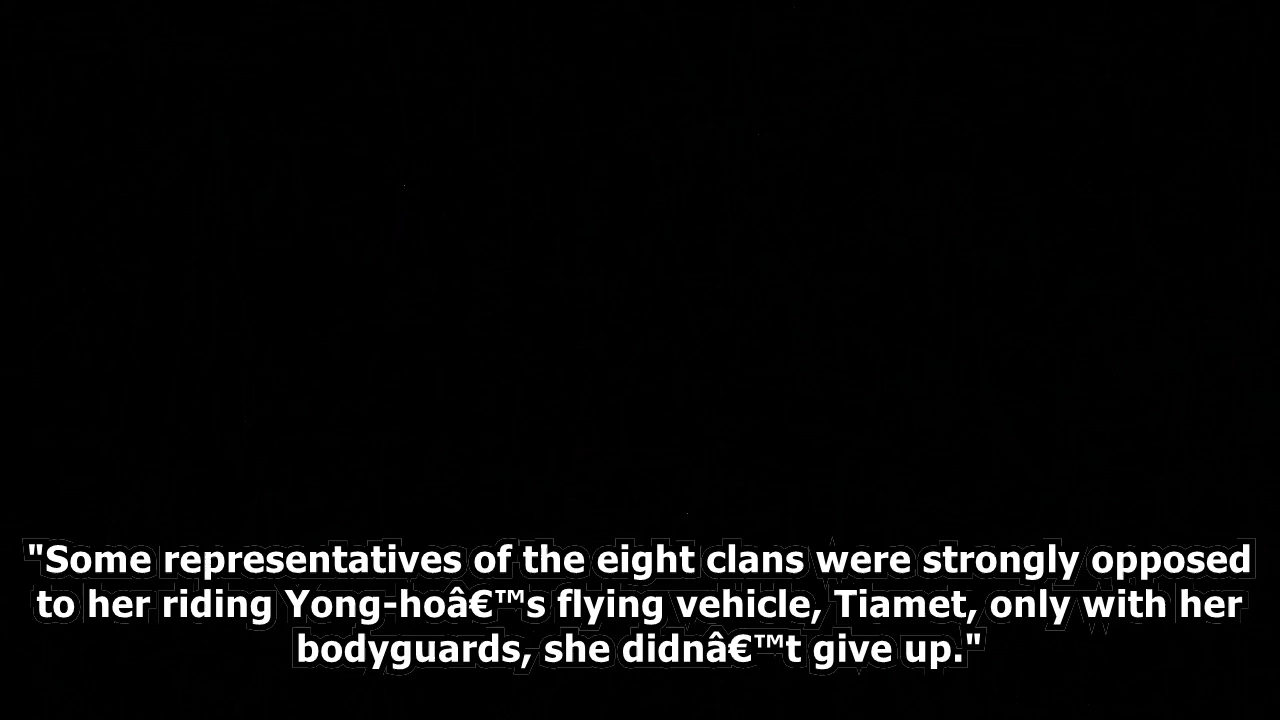 "Some representatives of the eight clans were strongly opposed
to her riding Yong-hoâ€™s flying vehicle, Tiamet, only with her
bodyguards, she didnâ€™t give up."